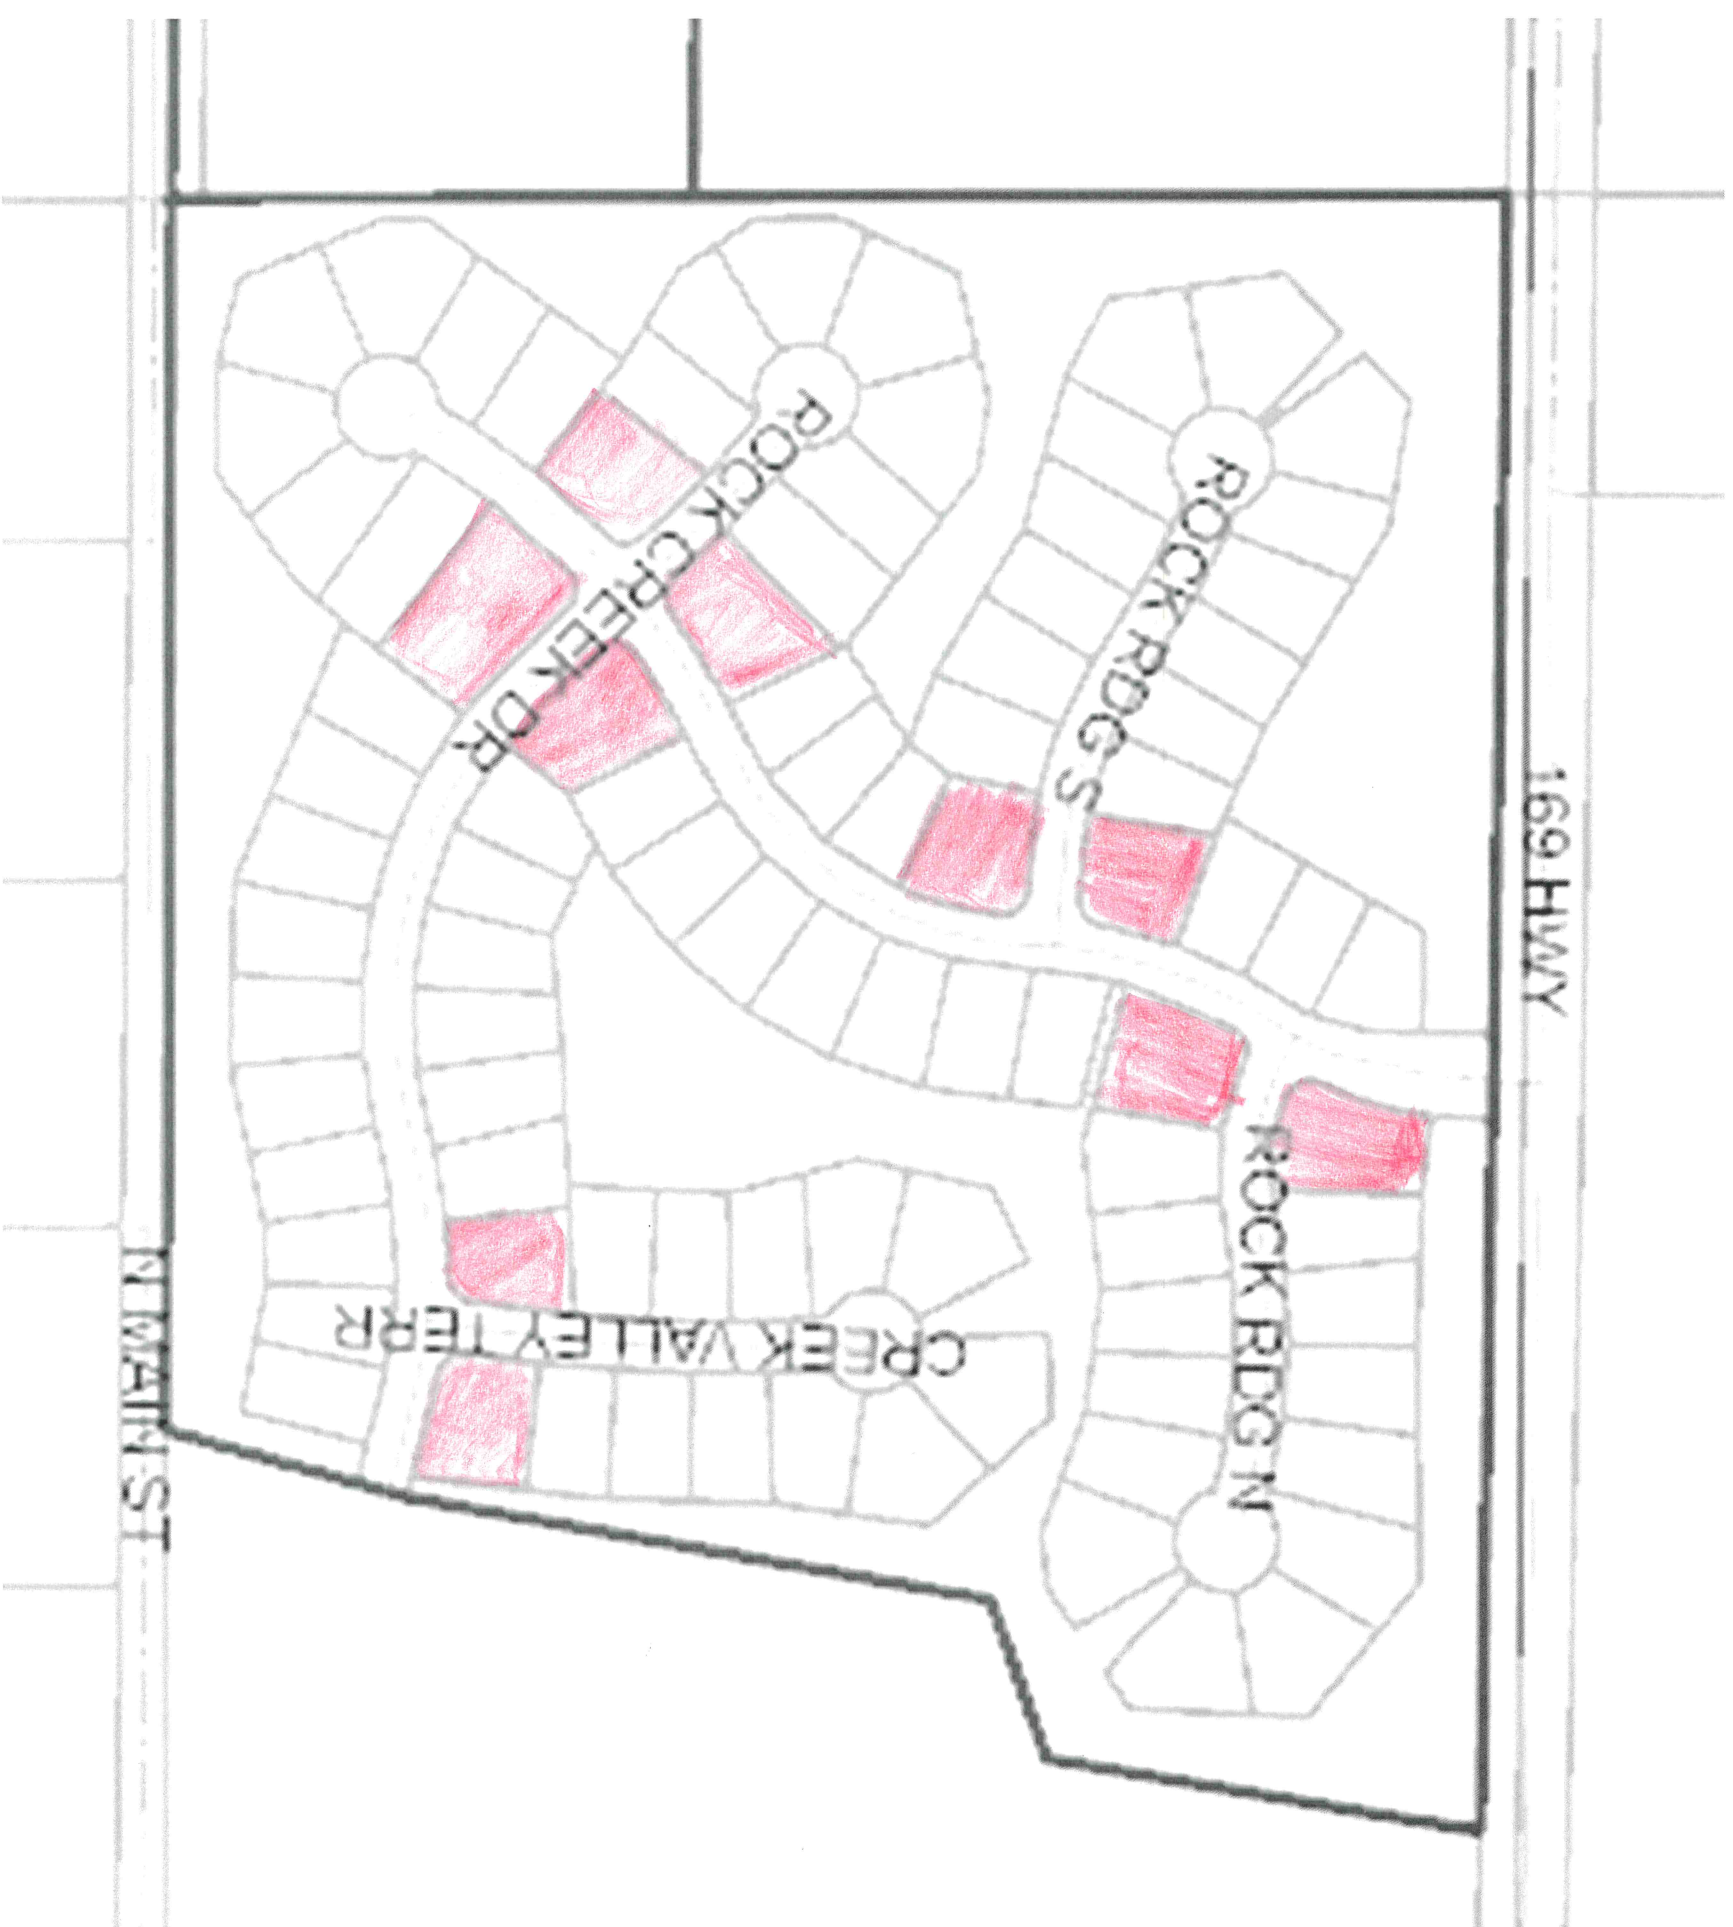 ROCK CREEK DR
ROCK RDG S
169 HWY
ROCK RDG N
CREEK VALLEY TERR
N MAIN ST